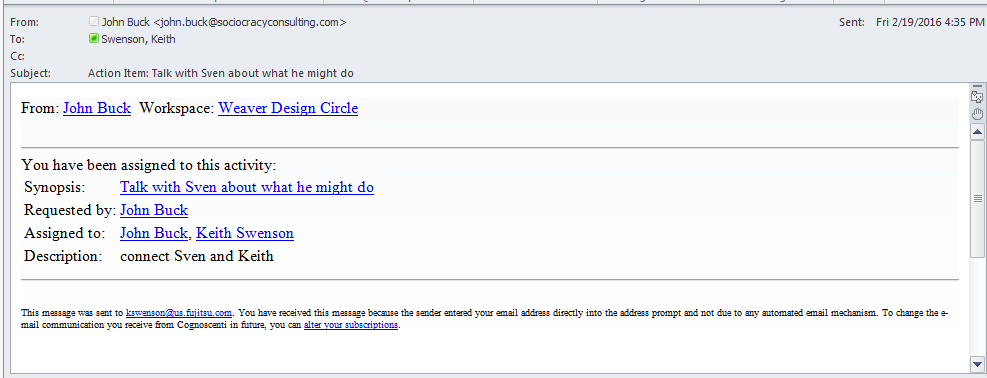 From: John Buck <john.buck@sociocracyconsulting.com> Sent: Fri 2/19/2016 4:35 PM
To: Swenson, Keith
Cc:
Subject: Action Item: Talk with Sven about what he might do
From: John Buck Workspace: Weaver Design Circle
You have been assigned to this activity:
Synopsis: Talk with Sven about what he might do
Requested by: John Buck
Assigned to: John Buck, Keith Swenson
Description: connect Sven and Keith
This message was sent to kswenson@us.fujitsu.com. You have received this message because the sender entered your email address directly into the address prompt and not due to any automated email mechanism. To change the e-
mail communication you receive from Cognoscenti in future, you can alter your subscriptions.